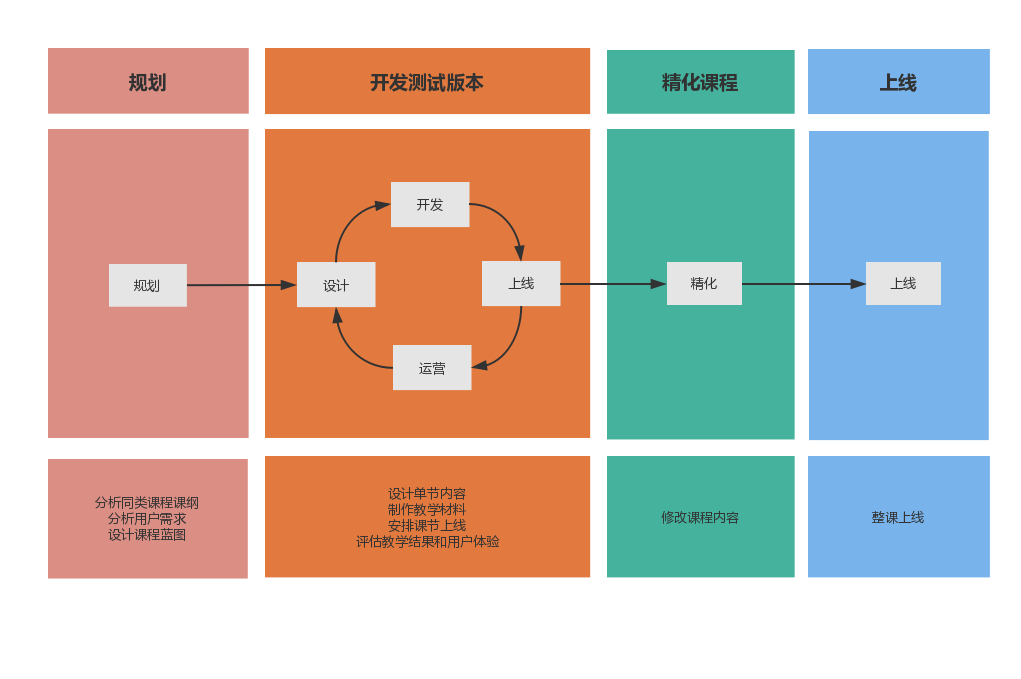 规划
开发测试版本
精化课程
上线
开发
规划
设计
上线
精化
上线
运营
分析同类课程课纲
分析用户需求
设计课程蓝图
设计单节内容
制作教学材料
安排课节上线
评估教学结果和用户体验
修改课程内容
整课上线